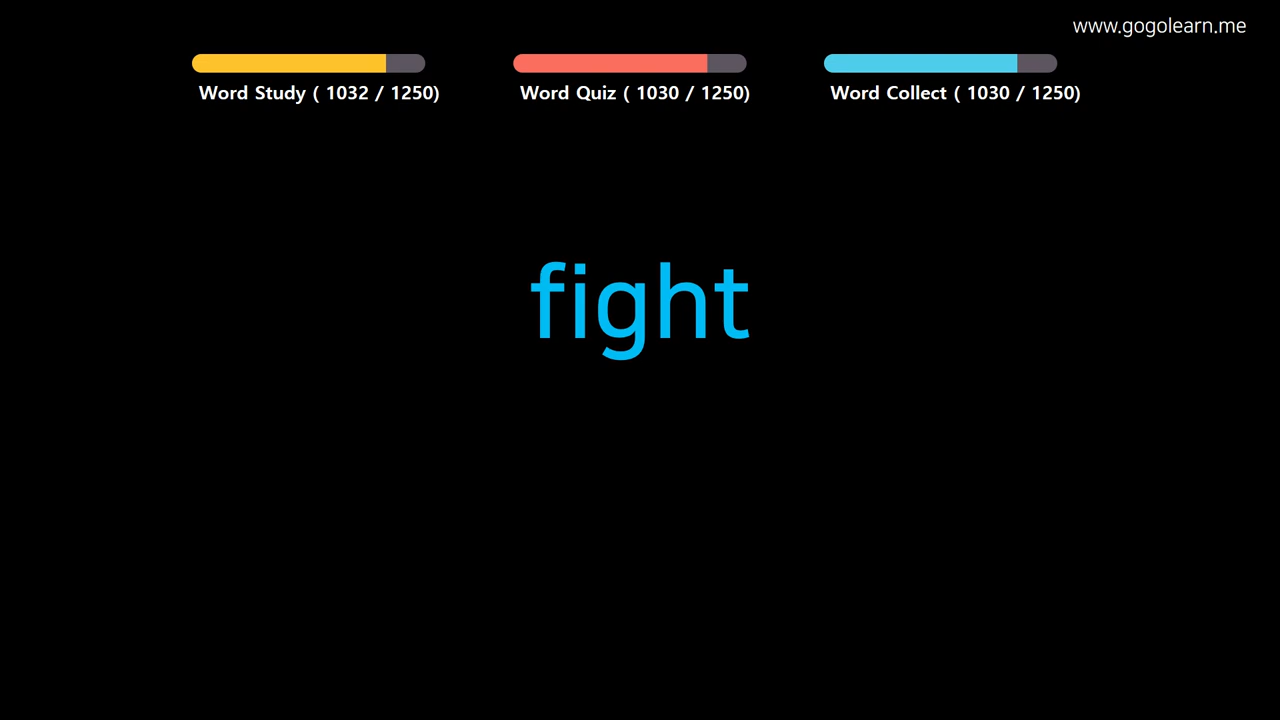 www.gogolearn.me
Word Study ( 1032 / 1250)
Word Quiz ( 1030 / 1250)
Word Collect ( 1030 / 1250)
fight